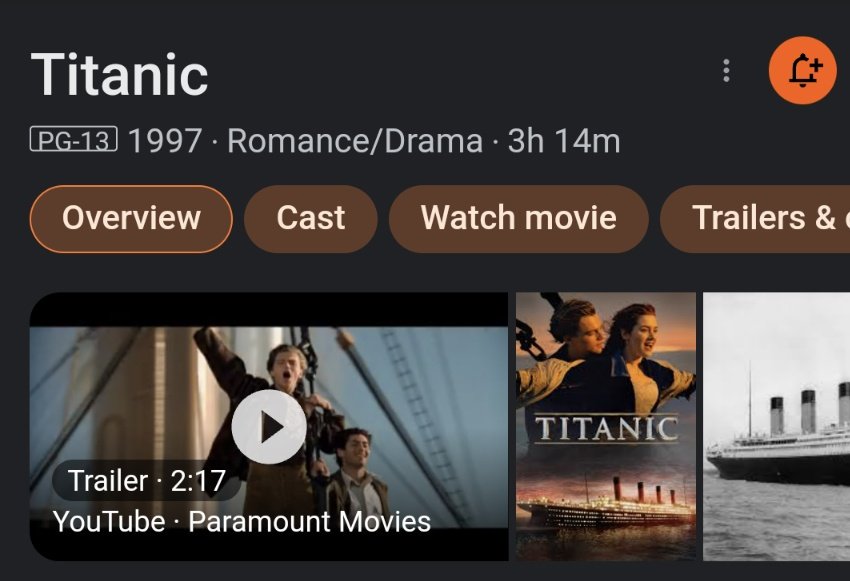 Titanic
PG-13 1997 · Romance/Drama · 3h 14m
Overview Cast Watch movie Trailers &
Trailer · 2:17
YouTube · Paramount Movies
TITANIC